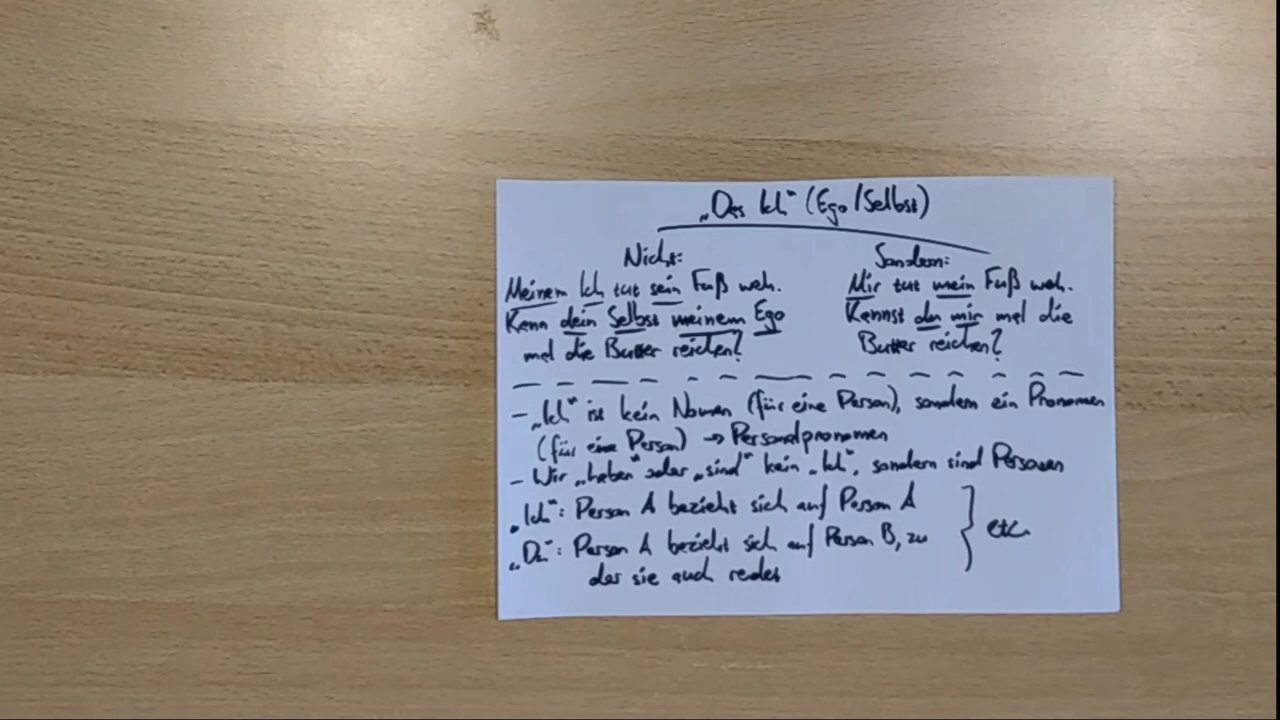 „Das Ich“ (Ego/Selbst)
Nicht:
Meinem Ich tut sein Fuß weh.
Kann dein Selbst meinem Ego
mal die Butter reichen?
Sondern:
Mir tut mein Fuß weh.
Kannst du mir mal die
Butter reichen?
- „Ich“ ist kein Nomen (für eine Person), sondern ein Pronomen
(für eine Person) → Personalpronomen
- Wir „haben“ oder „sind“ kein „Ich“, sondern sind Personen
„Ich“: Person A bezieht sich auf Person A
„Du“: Person A bezieht sich auf Person B, zu
der sie auch redet
} etc.